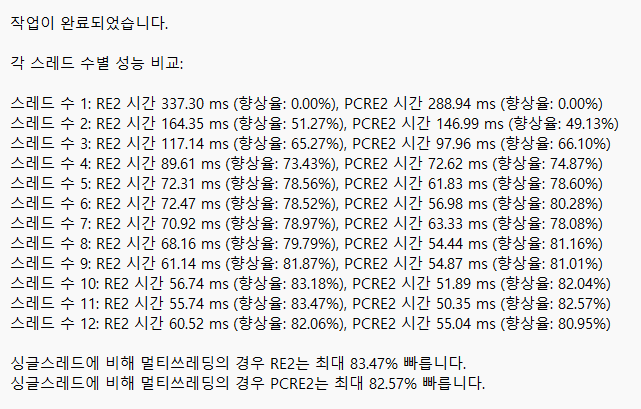 작업이 완료되었습니다.
각 스레드 수별 성능 비교:
스레드 수 1: RE2 시간 337.30 ms (향상율: 0.00%), PCRE2 시간 288.94 ms (향상율: 0.00%)
스레드 수 2: RE2 시간 164.35 ms (향상율: 51.27%), PCRE2 시간 146.99 ms (향상율: 49.13%)
스레드 수 3: RE2 시간 117.14 ms (향상율: 65.27%), PCRE2 시간 97.96 ms (향상율: 66.10%)
스레드 수 4: RE2 시간 89.61 ms (향상율: 73.43%), PCRE2 시간 72.62 ms (향상율: 74.87%)
스레드 수 5: RE2 시간 72.31 ms (향상율: 78.56%), PCRE2 시간 61.83 ms (향상율: 78.60%)
스레드 수 6: RE2 시간 72.47 ms (향상율: 78.52%), PCRE2 시간 56.98 ms (향상율: 80.28%)
스레드 수 7: RE2 시간 70.92 ms (향상율: 78.97%), PCRE2 시간 63.33 ms (향상율: 78.08%)
스레드 수 8: RE2 시간 68.16 ms (향상율: 79.79%), PCRE2 시간 54.44 ms (향상율: 81.16%)
스레드 수 9: RE2 시간 61.14 ms (향상율: 81.87%), PCRE2 시간 54.87 ms (향상율: 81.01%)
스레드 수 10: RE2 시간 56.74 ms (향상율: 83.18%), PCRE2 시간 51.89 ms (향상율: 82.04%)
스레드 수 11: RE2 시간 55.74 ms (향상율: 83.47%), PCRE2 시간 50.35 ms (향상율: 82.57%)
스레드 수 12: RE2 시간 60.52 ms (향상율: 82.06%), PCRE2 시간 55.04 ms (향상율: 80.95%)
싱글스레드에 비해 멀티쓰레딩의 경우 RE2는 최대 83.47% 빠릅니다.
싱글스레드에 비해 멀티쓰레딩의 경우 PCRE2는 최대 82.57% 빠릅니다.